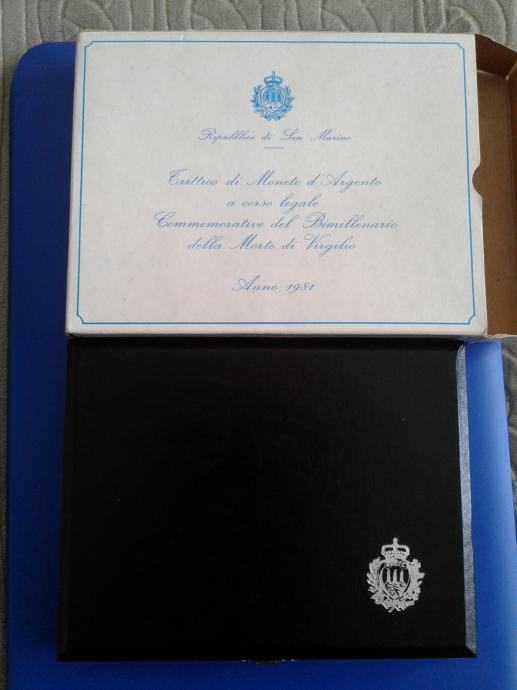 Repubblica di San Marino
Trittico di Monete d'Argento
a corso legale
Commemorative del Bimillenario
della Morte di Virgilio
Anno 1981